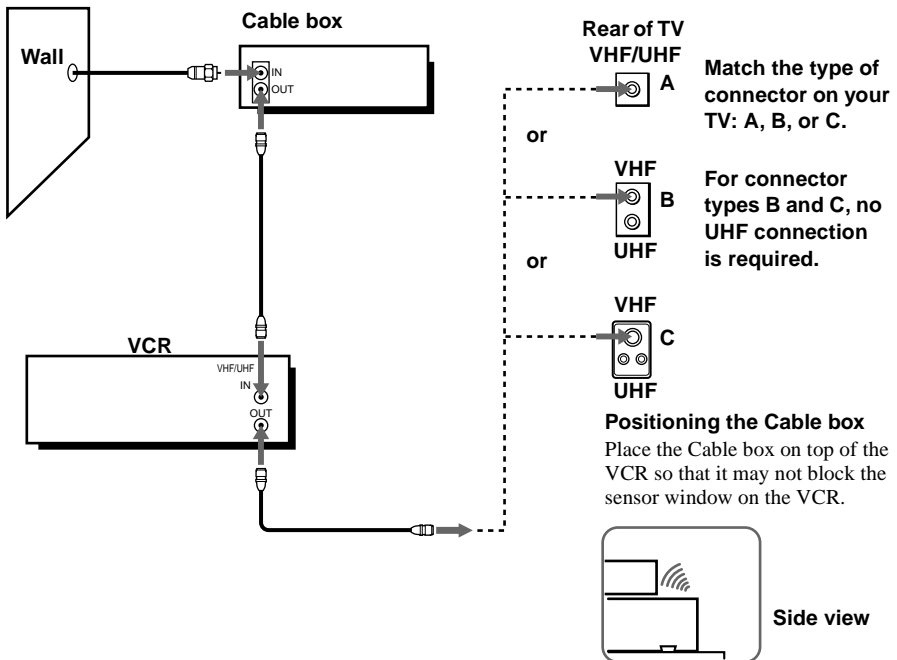 Cable box
Wall
IN
OUT
VCR
VHF/UHF
IN
OUT
Rear of TV
VHF/UHF
A
or
VHF
B
UHF
or
VHF
C
UHF
Match the type of
connector on your
TV: A, B, or C.
For connector
types B and C, no
UHF connection
is required.
Positioning the Cable box
Place the Cable box on top of the
VCR so that it may not block the
sensor window on the VCR.
Side view